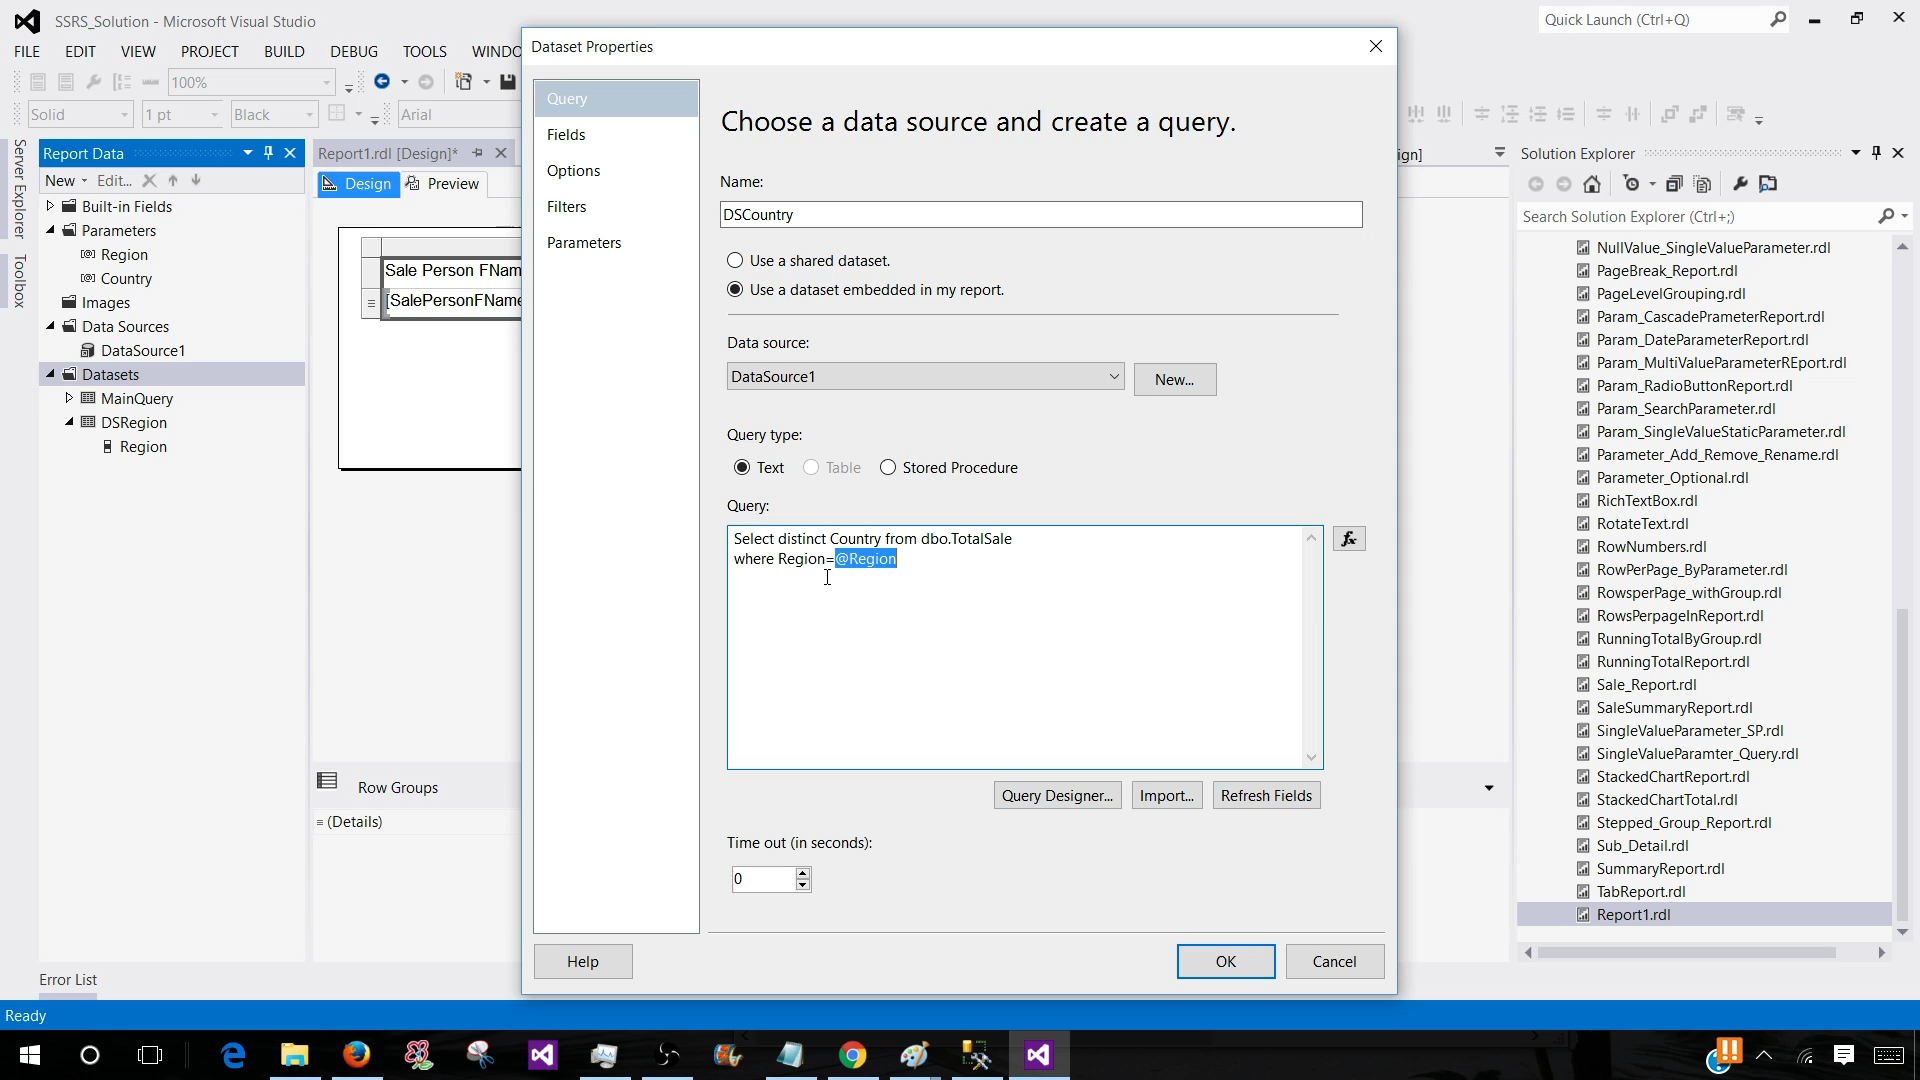 SSRS_Solution - Microsoft Visual Studio
Quick Launch (Ctrl+Q)
FILE EDIT VIEW PROJECT BUILD DEBUG TOOLS WINDO
100%
Solid 1 pt Black Arial
Server Explorer
Toolbox
Report Data
New Edit...
Built-in Fields
Parameters
Region
Country
Images
Data Sources
DataSource1
Datasets
MainQuery
DSRegion
Region
Report1.rdl [Design]*
Design Preview
Sale Person FNam
[SalePersonFName
Row Groups
(Details)
Dataset Properties
Query
Fields
Options
Filters
Parameters
Choose a data source and create a query.
Name:
DSCountry
Use a shared dataset.
Use a dataset embedded in my report.
Data source:
DataSource1
New...
Query type:
Text Table Stored Procedure
Query:
Select distinct Country from dbo.TotalSale
where Region=@Region
fx
Query Designer... Import... Refresh Fields
Time out (in seconds):
0
Help OK Cancel
ign]
Solution Explorer
Search Solution Explorer (Ctrl+;)
NullValue_SingleValueParameter.rdl
PageBreak_Report.rdl
PageLevelGrouping.rdl
Param_CascadePrameterReport.rdl
Param_DateParameterReport.rdl
Param_MultiValueParameterREport.rdl
Param_RadioButtonReport.rdl
Param_SearchParameter.rdl
Param_SingleValueStaticParameter.rdl
Parameter_Add_Remove_Rename.rdl
Parameter_Optional.rdl
RichTextBox.rdl
RotateText.rdl
RowNumbers.rdl
RowPerPage_ByParameter.rdl
RowsperPage_withGroup.rdl
RowsPerpageInReport.rdl
RunningTotalByGroup.rdl
RunningTotalReport.rdl
Sale_Report.rdl
SaleSummaryReport.rdl
SingleValueParameter_SP.rdl
SingleValueParamter_Query.rdl
StackedChartReport.rdl
StackedChartTotal.rdl
Stepped_Group_Report.rdl
Sub_Detail.rdl
SummaryReport.rdl
TabReport.rdl
Report1.rdl
Error List
Ready